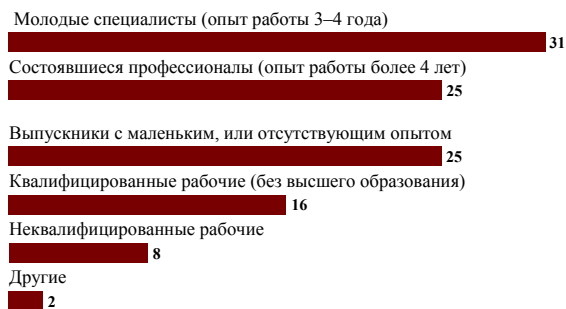 Молодые специалисты (опыт работы 3–4 года)
31
Состоявшиеся профессионалы (опыт работы более 4 лет)
25
Выпускники с маленьким, или отсутствующим опытом
25
Квалифицированные рабочие (без высшего образования)
16
Неквалифицированные рабочие
8
Другие
2